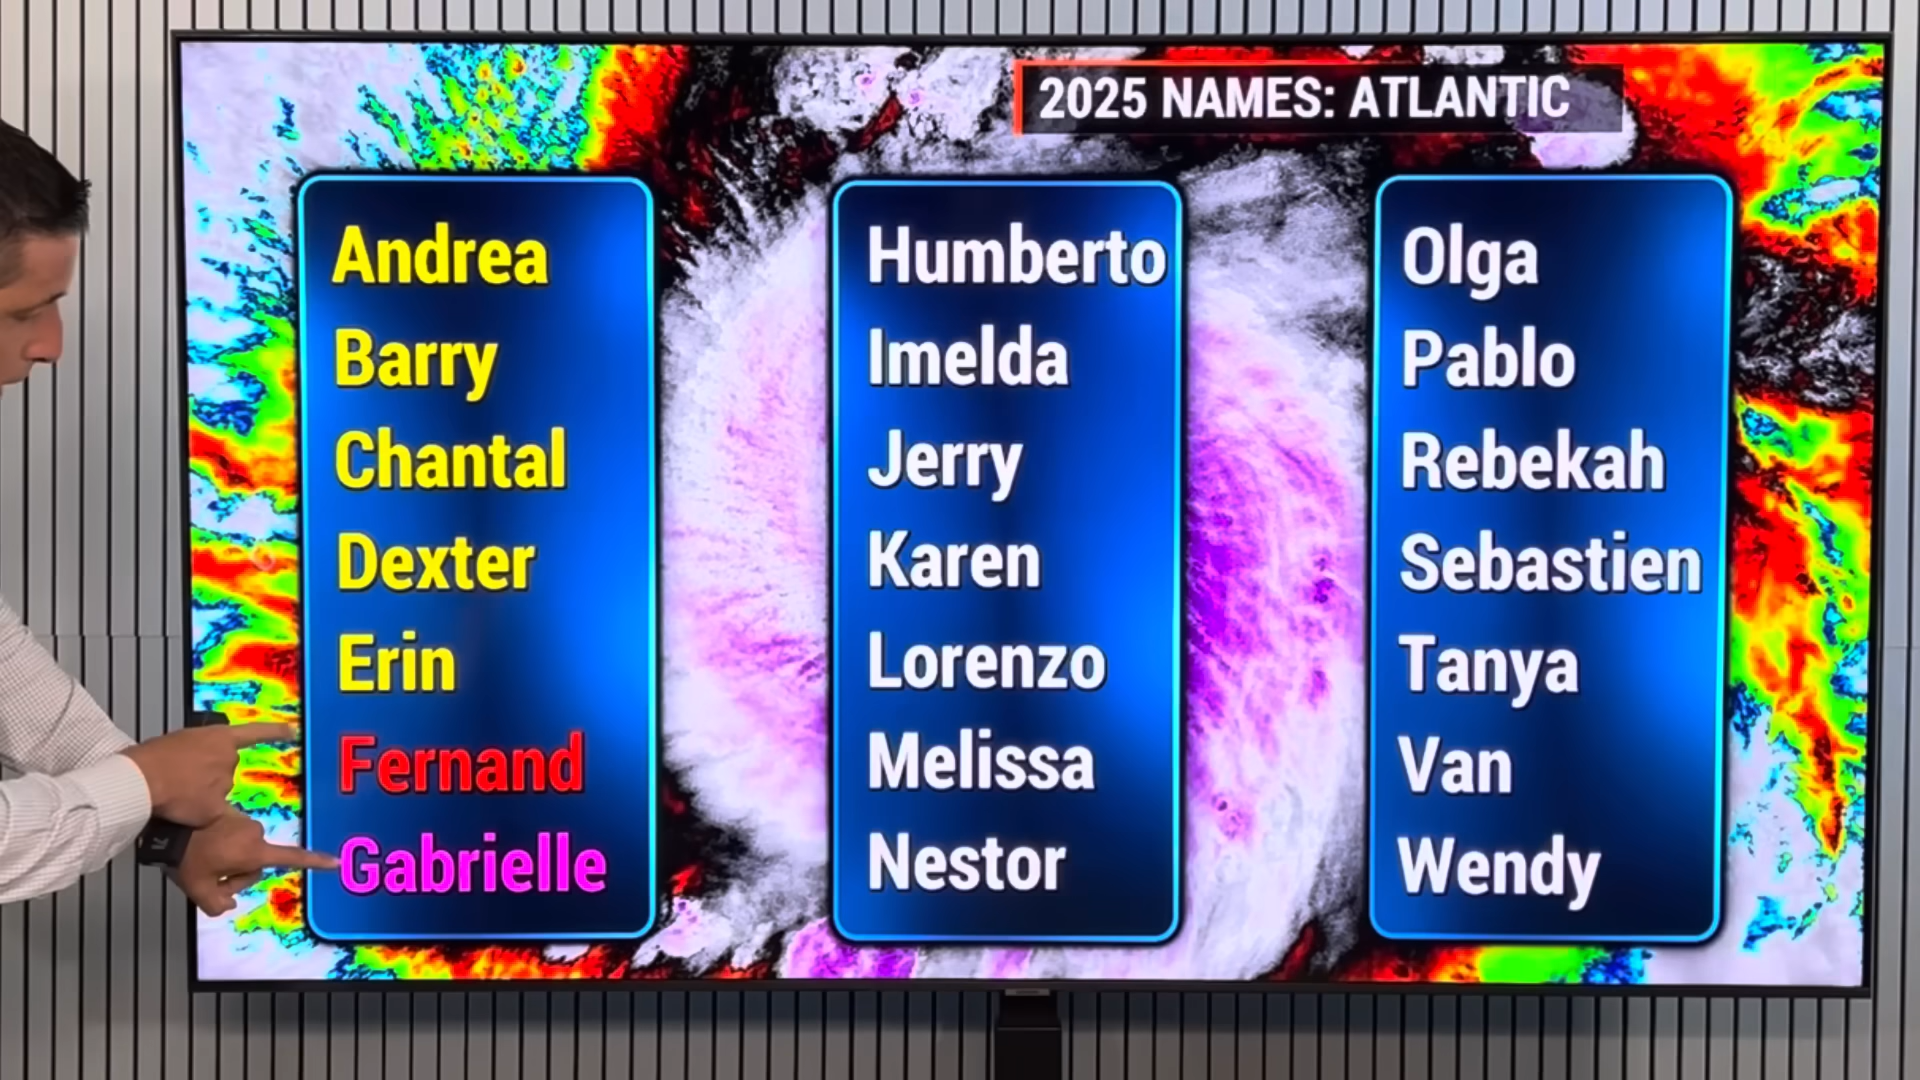 2025 NAMES: ATLANTIC
Andrea
Barry
Chantal
Dexter
Erin
Fernand
Gabrielle
Humberto
Imelda
Jerry
Karen
Lorenzo
Melissa
Nestor
Olga
Pablo
Rebekah
Sebastien
Tanya
Van
Wendy